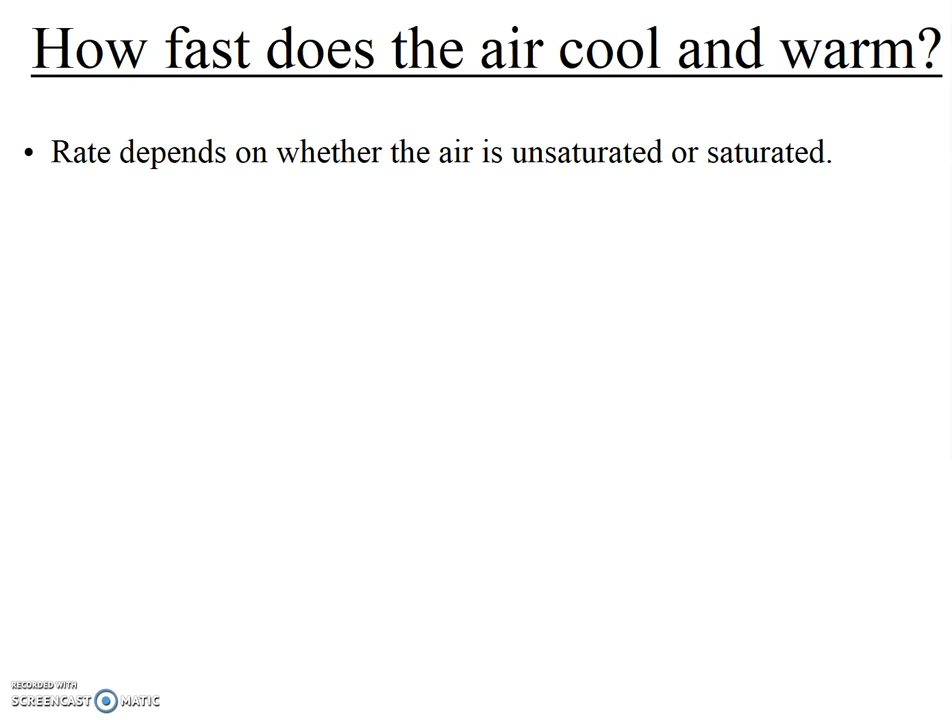 How fast does the air cool and warm?
• Rate depends on whether the air is unsaturated or saturated.
RECORDED WITH
SCREENCAST MATIC